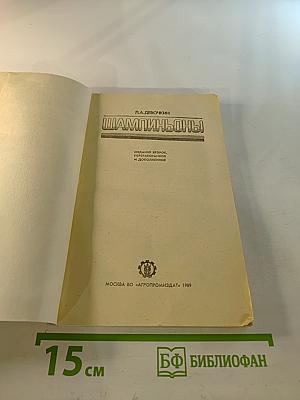 Л.А.ДЕВОЧКИН
ШАМПИНЬОНЫ
ИЗДАНИЕ ВТОРОЕ,
ПЕРЕРАБОТАННОЕ
И ДОПОЛНЕННОЕ
МОСКВА ВО «АГРОПРОМИЗДАТ» 1989
15 см
БФ БИБЛИОФАН